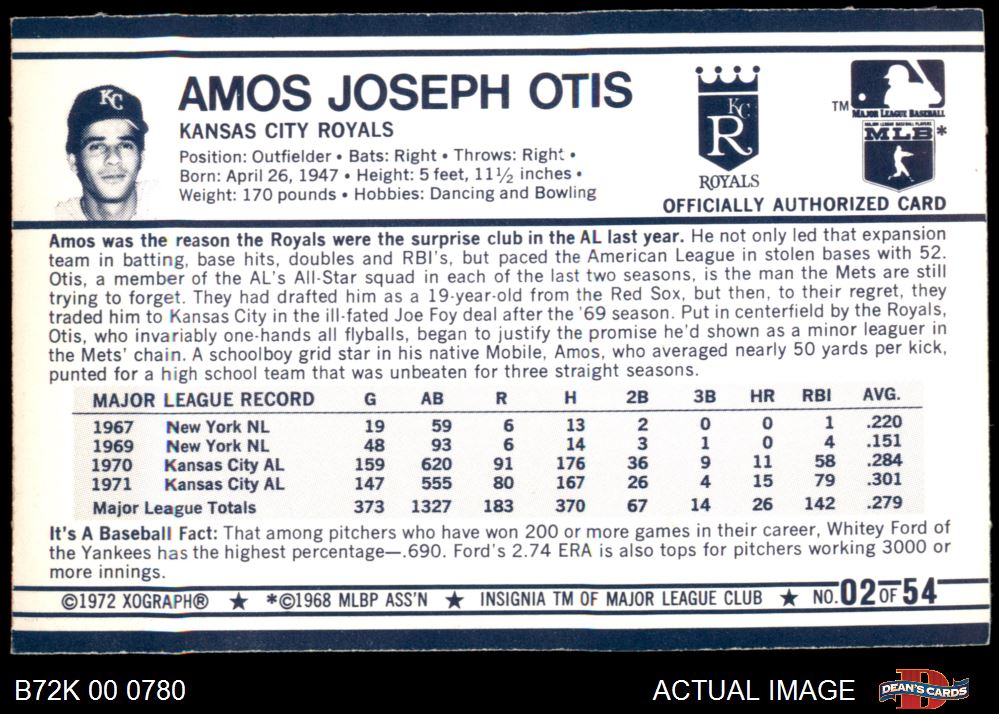 KC
AMOS JOSEPH OTIS
KANSAS CITY ROYALS
Position: Outfielder • Bats: Right • Throws: Right •
Born: April 26, 1947 • Height: 5 feet, 11½ inches •
Weight: 170 pounds • Hobbies: Dancing and Bowling
KC
R
ROYALS
TM
MAJOR LEAGUE BASEBALL
MAJOR LEAGUE BASEBALL PLAYERS
MLB*
OFFICIALLY AUTHORIZED CARD
Amos was the reason the Royals were the surprise club in the AL last year. He not only led that expansion
team in batting, base hits, doubles and RBI's, but paced the American League in stolen bases with 52.
Otis, a member of the AL's All-Star squad in each of the last two seasons, is the man the Mets are still
trying to forget. They had drafted him as a 19-year-old from the Red Sox, but then, to their regret, they
traded him to Kansas City in the ill-fated Joe Foy deal after the '69 season. Put in centerfield by the Royals,
Otis, who invariably one-hands all flyballs, began to justify the promise he'd shown as a minor leaguer in
the Mets' chain. A schoolboy grid star in his native Mobile, Amos, who averaged nearly 50 yards per kick,
punted for a high school team that was unbeaten for three straight seasons.
MAJOR LEAGUE RECORD G AB R H 2B 3B HR RBI AVG.
1967 New York NL 19 59 6 13 2 0 0 1 .220
1969 New York NL 48 93 6 14 3 1 0 4 .151
1970 Kansas City AL 159 620 91 176 36 9 11 58 .284
1971 Kansas City AL 147 555 80 167 26 4 15 79 .301
Major League Totals 373 1327 183 370 67 14 26 142 .279
It's A Baseball Fact: That among pitchers who have won 200 or more games in their career, Whitey Ford of
the Yankees has the highest percentage—.690. Ford's 2.74 ERA is also tops for pitchers working 3000 or
more innings.
©1972 XOGRAPH® ★ *©1968 MLBP ASS'N ★ INSIGNIA TM OF MAJOR LEAGUE CLUB ★ NO. 02 OF 54
B72K 00 0780
ACTUAL IMAGE
D
DEAN'S CARDS